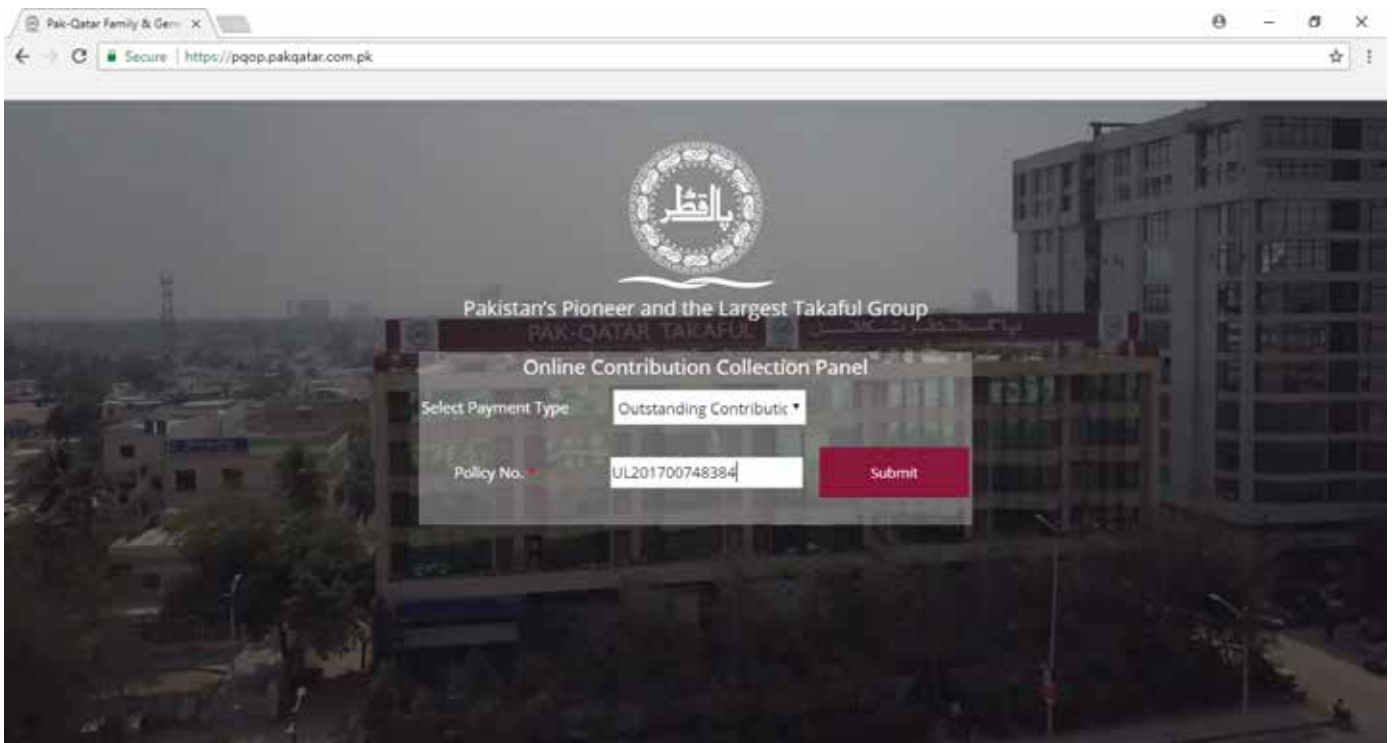 Pak-Qatar Family & Gen
Secure | https://pqop.pakqatar.com.pk
پاک قطر
Pakistan's Pioneer and the Largest Takaful Group
PAK-QATAR TAKAFUL
Online Contribution Collection Panel
Select Payment Type Outstanding Contributic
Policy No. * UL201700748384 Submit